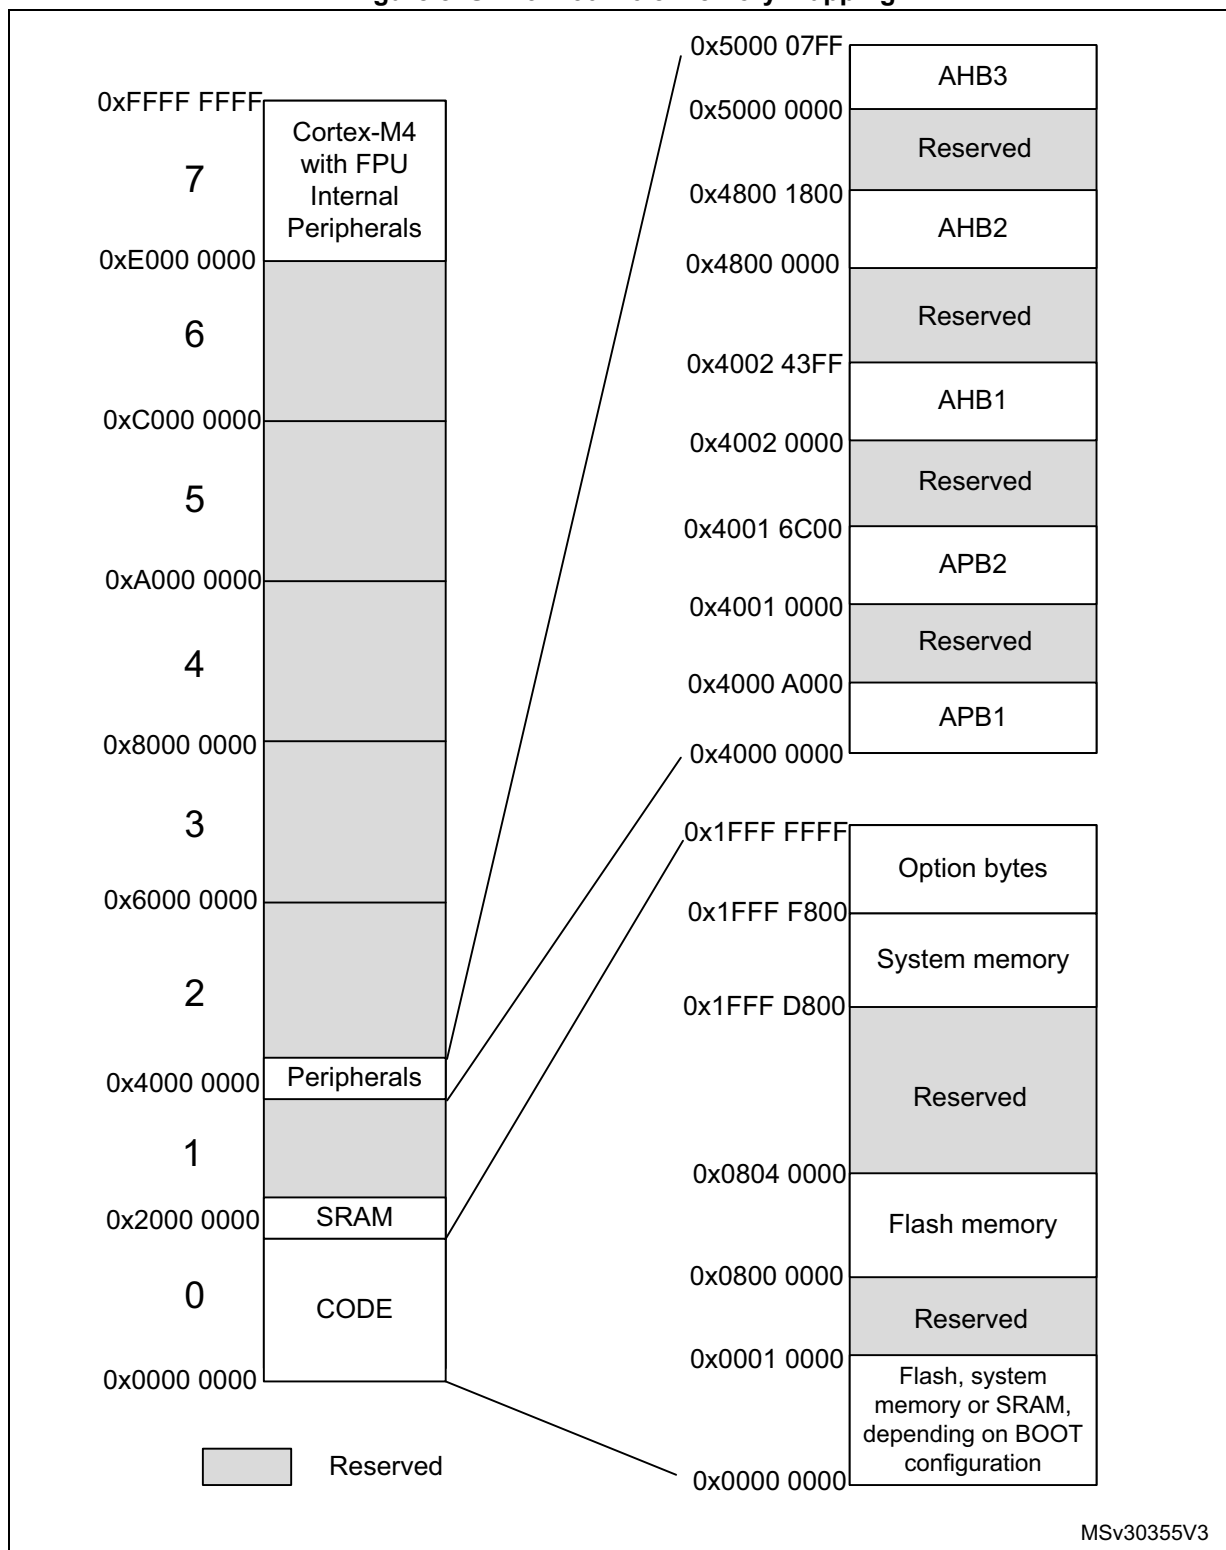 0xFFFF FFFF
7
Cortex-M4
with FPU
Internal
Peripherals
0xE000 0000
6
0xC000 0000
5
0xA000 0000
4
0x8000 0000
3
0x6000 0000
2
0x4000 0000
Peripherals
1
0x2000 0000
SRAM
0
CODE
0x0000 0000
Reserved
0x5000 07FF
AHB3
0x5000 0000
Reserved
0x4800 1800
AHB2
0x4800 0000
Reserved
0x4002 43FF
AHB1
0x4002 0000
Reserved
0x4001 6C00
APB2
0x4001 0000
Reserved
0x4000 A000
APB1
0x4000 0000
0x1FFF FFFF
Option bytes
0x1FFF F800
System memory
0x1FFF D800
Reserved
0x0804 0000
Flash memory
0x0800 0000
Reserved
0x0001 0000
Flash, system
memory or SRAM,
depending on BOOT
configuration
0x0000 0000
MSv30355V3